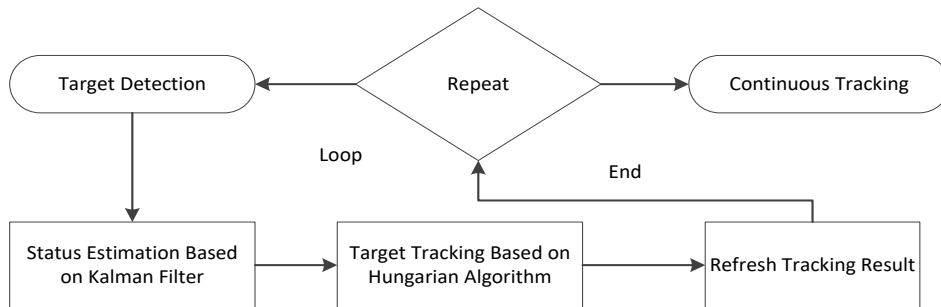 Target Detection
Repeat
Continuous Tracking
Loop
End
Status Estimation Based
on Kalman Filter
Target Tracking Based on
Hungarian Algorithm
Refresh Tracking Result